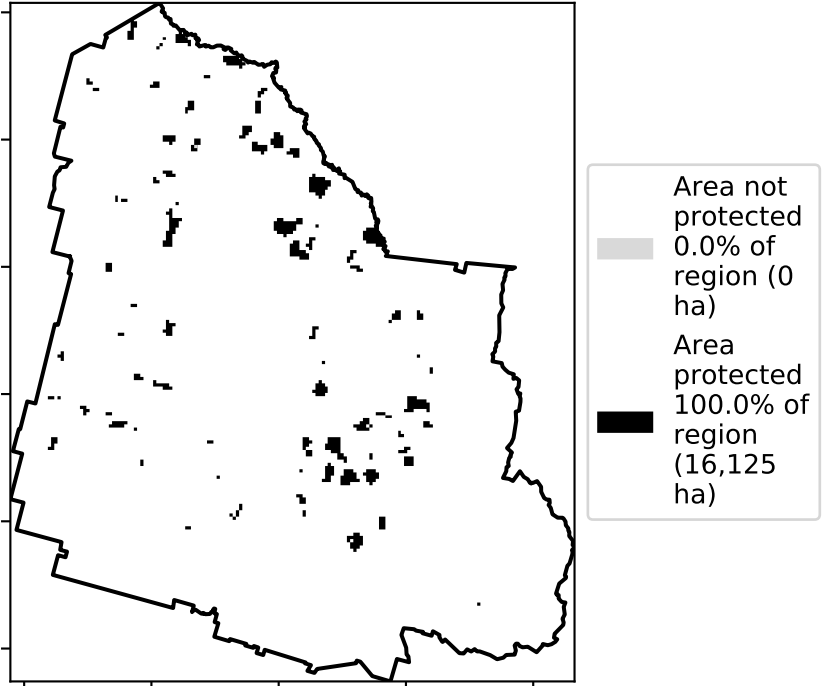 Area not
protected
0.0% of
region (0
ha)
Area
protected
100.0% of
region
(16,125
ha)